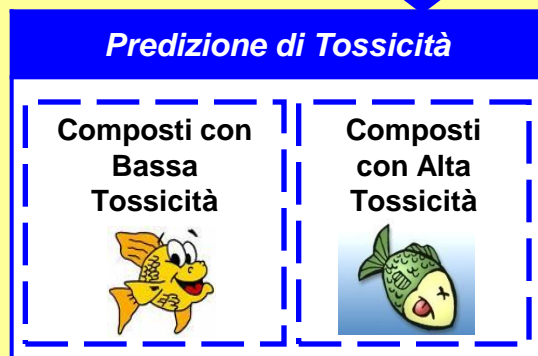 Predizione di Tossicità
Composti con
Bassa
Tossicità
Composti
con Alta
Tossicità